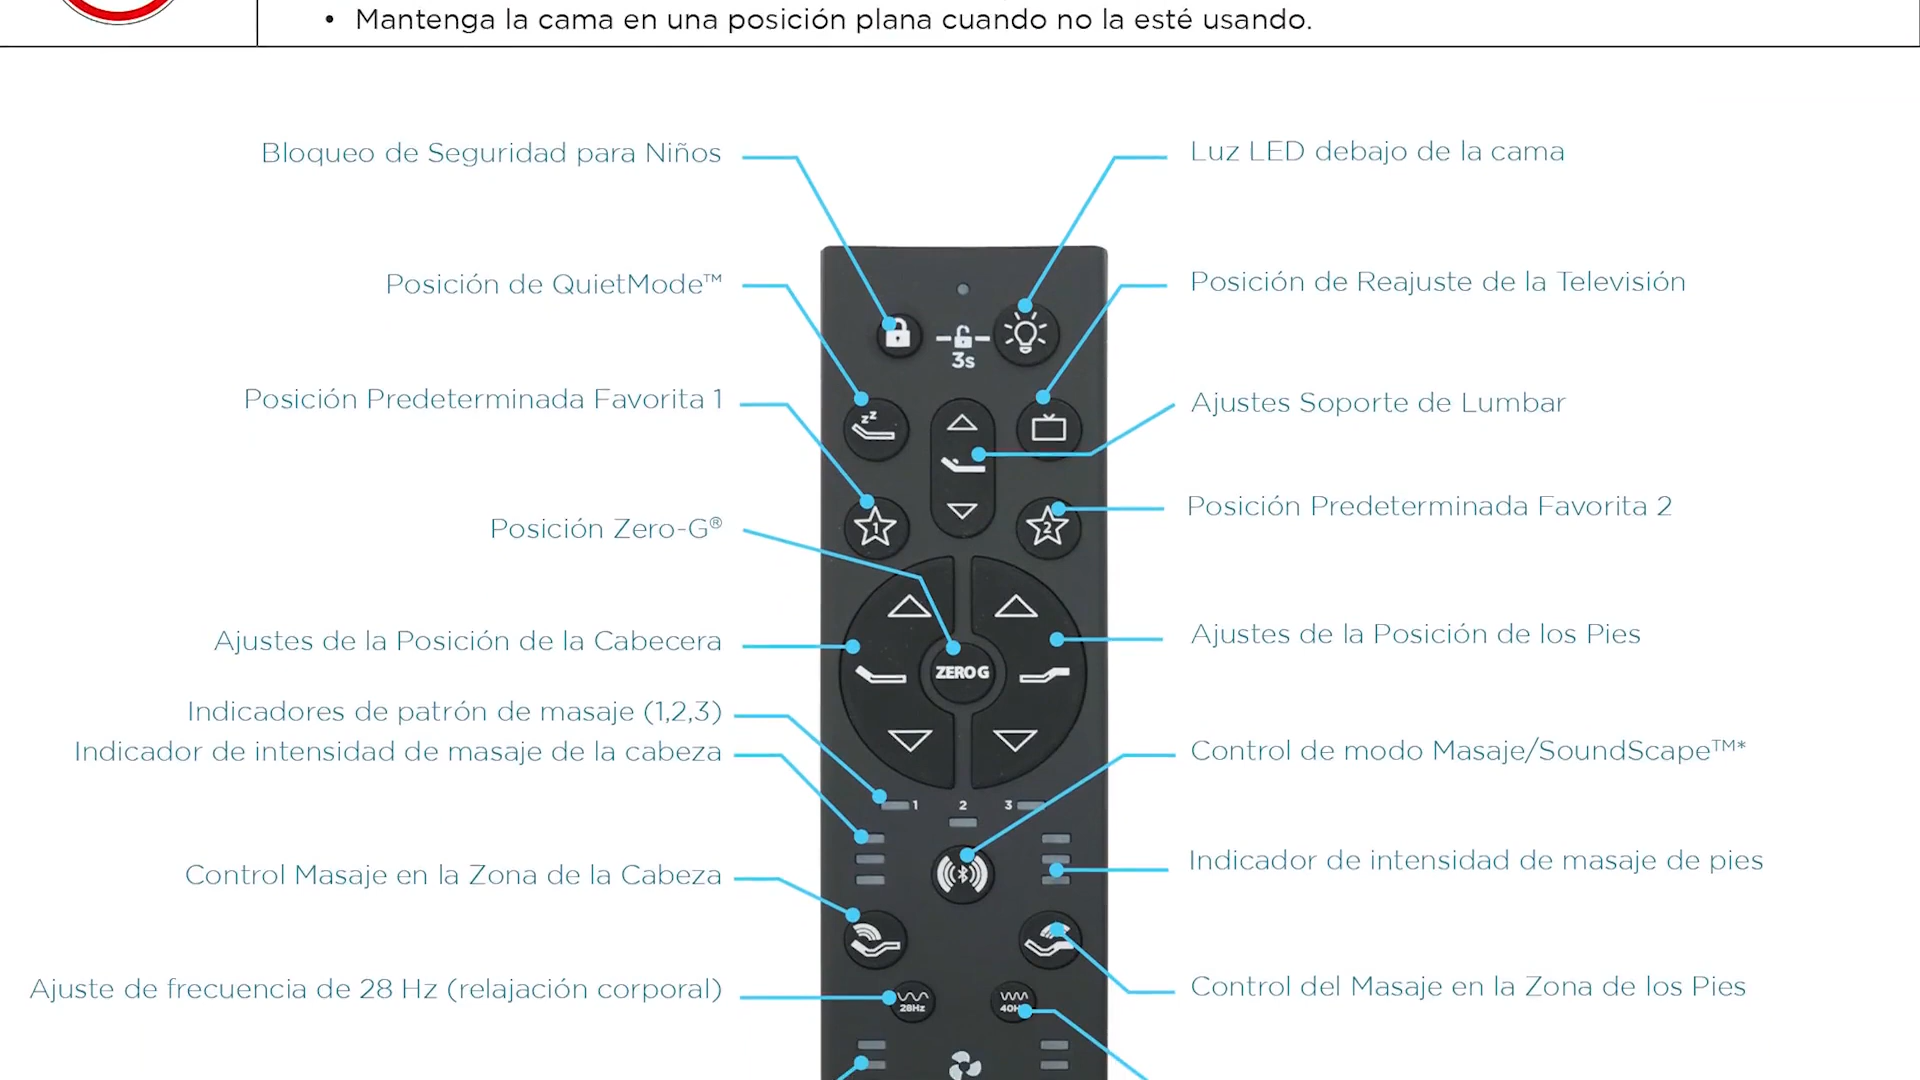 • Mantenga la cama en una posición plana cuando no la esté usando.
Bloqueo de Seguridad para Niños
Luz LED debajo de la cama
Posición de QuietMode™
Posición de Reajuste de la Televisión
3s
Posición Predeterminada Favorita 1
Ajustes Soporte de Lumbar
zzz
1
2
Posición Predeterminada Favorita 2
Posición Zero-G®
Ajustes de la Posición de la Cabecera
Ajustes de la Posición de los Pies
ZERO G
Indicadores de patrón de masaje (1,2,3)
Indicador de intensidad de masaje de la cabeza
Control de modo Masaje/SoundScape™*
1 2 3
Control Masaje en la Zona de la Cabeza
Indicador de intensidad de masaje de pies
Ajuste de frecuencia de 28 Hz (relajación corporal)
Control del Masaje en la Zona de los Pies
28Hz